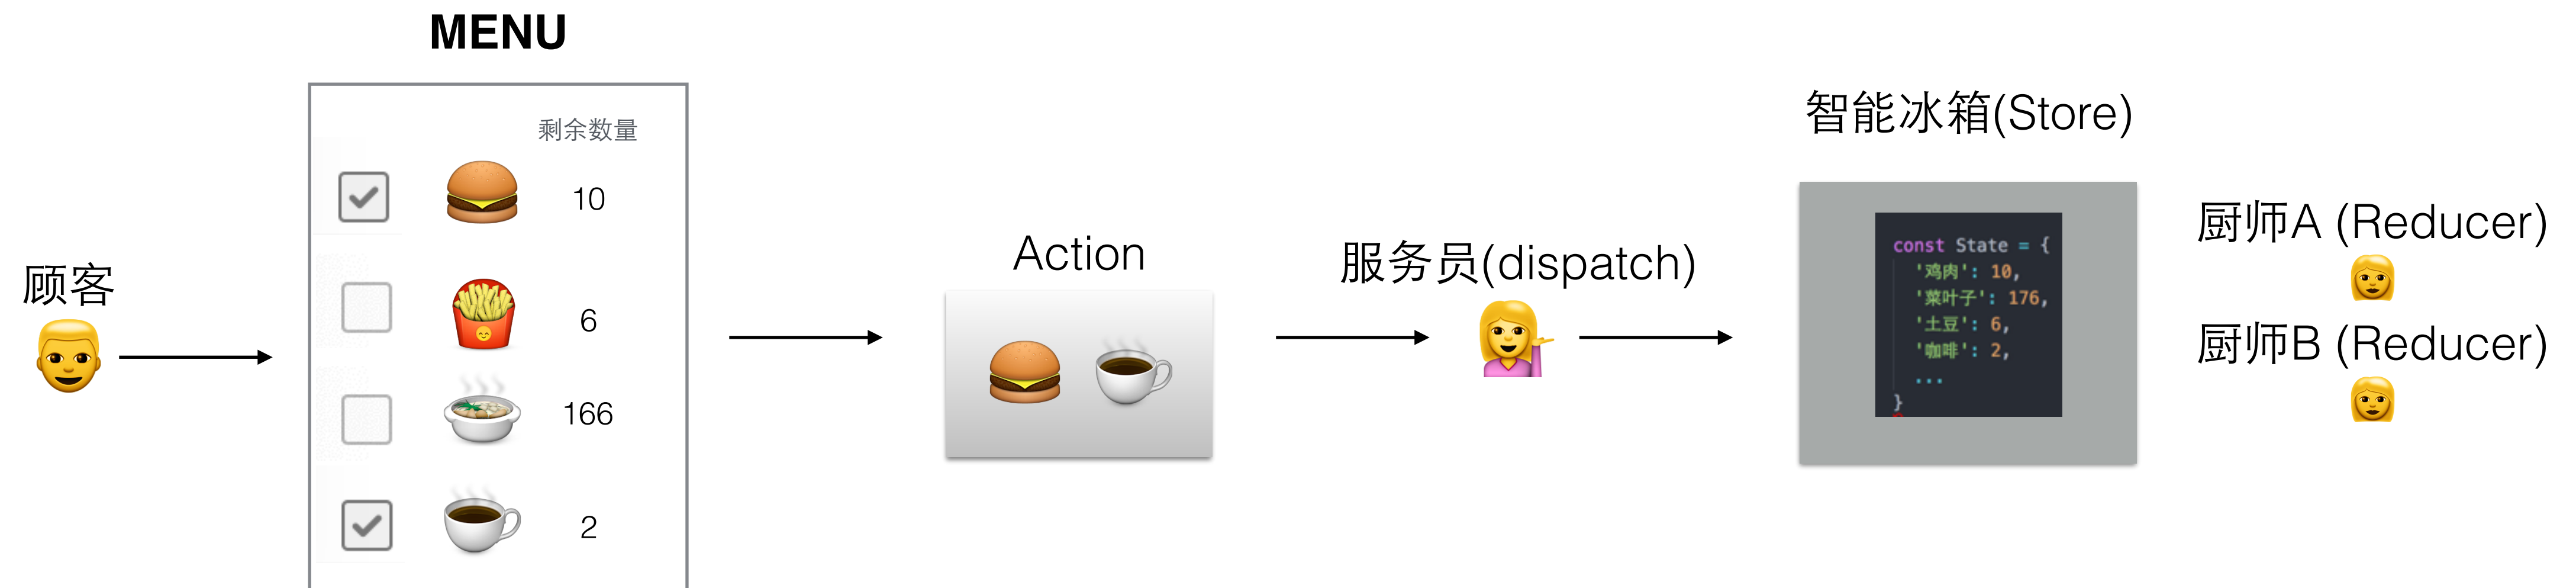 MENU
剩余数量
10
6
166
2
顾客
Action
服务员(dispatch)
智能冰箱(Store)
const State = {
'鸡肉': 10,
'菜叶子': 176,
'土豆': 6,
'咖啡': 2,
...
}
厨师A (Reducer)
厨师B (Reducer)